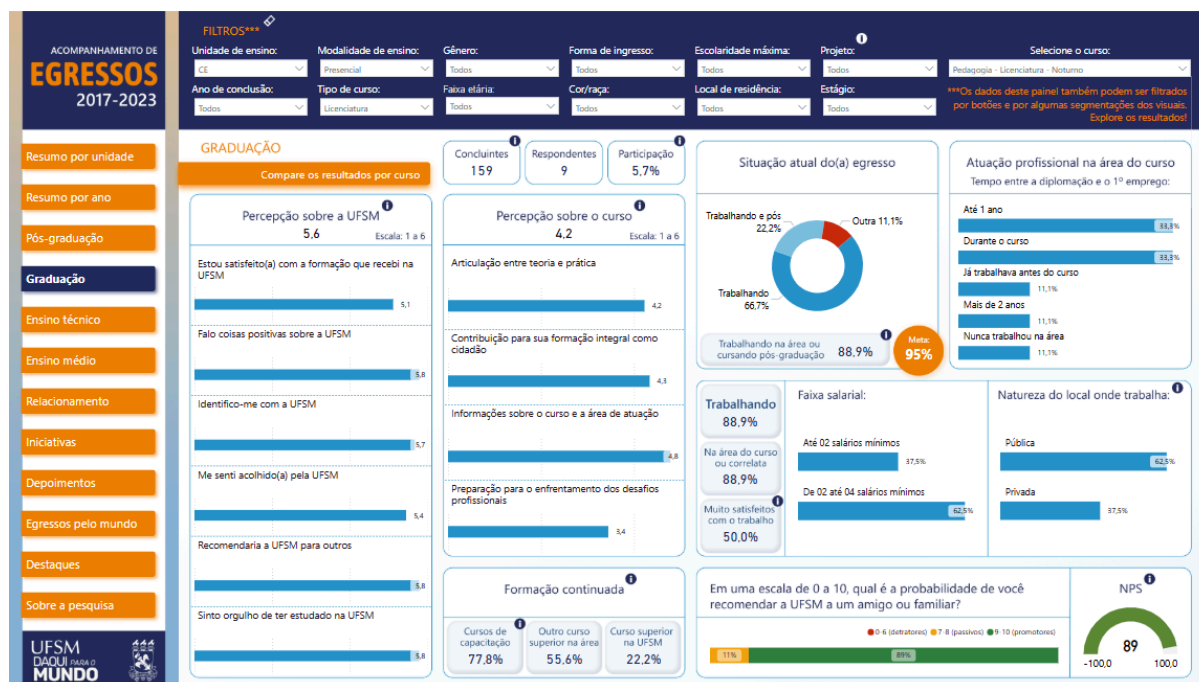 ACOMPANHAMENTO DE
EGRESSOS
2017-2023
Resumo por unidade
Resumo por ano
Pós-graduação
Graduação
Ensino técnico
Ensino médio
Relacionamento
Iniciativas
Depoimentos
Egressos pelo mundo
Destaques
Sobre a pesquisa
UFSM
DAQUI PARA O
MUNDO
FILTROS***
Unidade de ensino:
CE
Modalidade de ensino:
Presencial
Gênero:
Todos
Forma de ingresso:
Todos
Escolaridade máxima:
Todos
Projeto:
Todos
Selecione o curso:
Pedagogia - Licenciatura - Noturno
Ano de conclusão:
Todos
Tipo de curso:
Licenciatura
Faixa etária:
Todos
Cor/raça:
Todos
Local de residência:
Todos
Estágio:
Todos
***Os dados deste painel também podem ser filtrados
por botões e por algumas segmentações dos visuais.
Explore os resultados!
GRADUAÇÃO
Compare os resultados por curso
Concluintes
159
Respondentes
9
Participação
5,7%
Percepção sobre a UFSM
5,6
Escala: 1 a 6
Estou satisfeito(a) com a formação que recebi na
UFSM
5,1
Falo coisas positivas sobre a UFSM
5,8
Identifico-me com a UFSM
5,7
Me senti acolhido(a) pela UFSM
5,4
Recomendaria a UFSM para outros
5,8
Sinto orgulho de ter estudado na UFSM
5,8
Percepção sobre o curso
4,2
Escala: 1 a 6
Articulação entre teoria e prática
4,2
Contribuição para sua formação integral como
cidadão
4,3
Informações sobre o curso e a área de atuação
4,8
Preparação para o enfrentamento dos desafios
profissionais
3,4
Formação continuada
Cursos de
capacitação
77,8%
Outro curso
superior na área
55,6%
Curso superior
na UFSM
22,2%
Situação atual do(a) egresso
Trabalhando e pós
22,2%
Outra 11,1%
Trabalhando
66,7%
Trabalhando na área ou
cursando pós-graduação
88,9%
Meta:
95%
Atuação profissional na área do curso
Tempo entre a diplomação e o 1º emprego:
Até 1 ano
33,3%
Durante o curso
33,3%
Já trabalhava antes do curso
11,1%
Mais de 2 anos
11,1%
Nunca trabalhou na área
11,1%
Trabalhando
88,9%
Na área do curso
ou correlata
88,9%
Muito satisfeitos
com o trabalho
50,0%
Faixa salarial:
Até 02 salários mínimos
37,5%
De 02 até 04 salários mínimos
62,5%
Natureza do local onde trabalha:
Pública
62,5%
Privada
37,5%
Em uma escala de 0 a 10, qual é a probabilidade de você
recomendar a UFSM a um amigo ou familiar?
0-6 (detratores) 7-8 (passivos) 9-10 (promotores)
11%
89%
NPS
89
-100,0
100,0